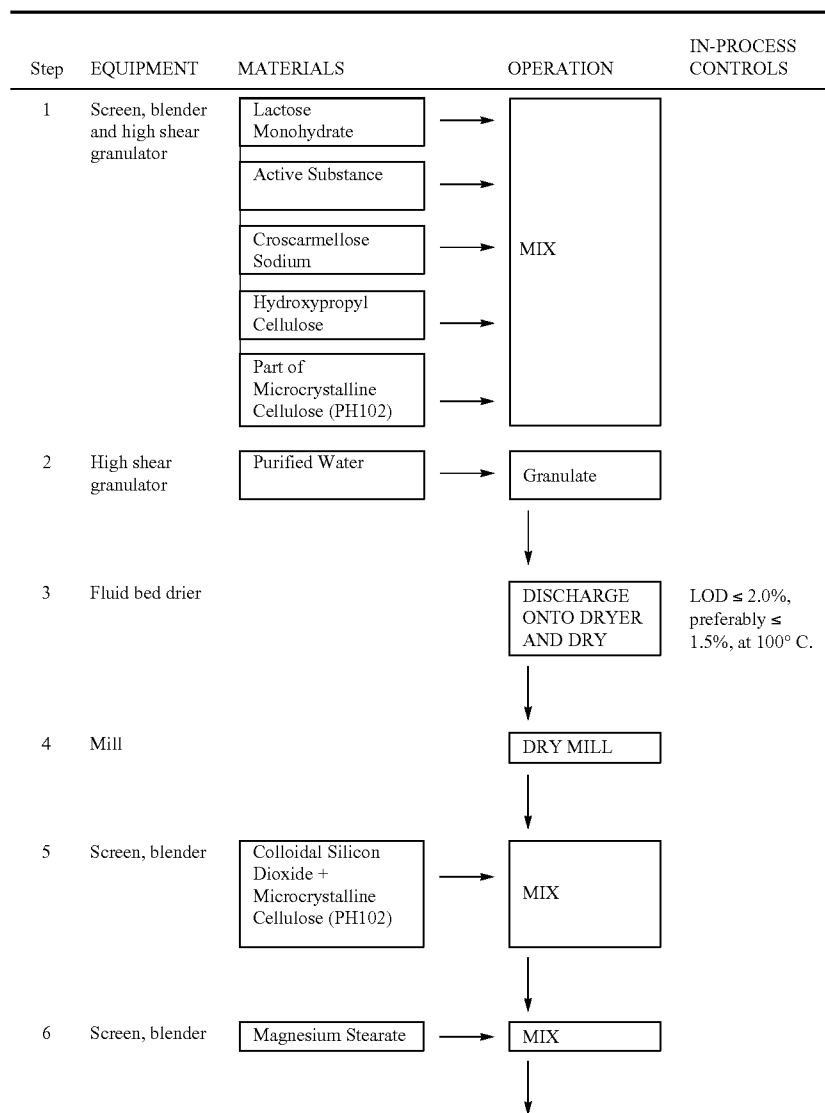 IN-PROCESS
Step EQUIPMENT MATERIALS OPERATION CONTROLS
1 Screen, blender Lactose
and high shear Monohydrate
granulator
Active Substance
Croscarmellose MIX
Sodium
Hydroxypropyl
Cellulose
Part of
Microcrystalline
Cellulose (PH102)
2 High shear Purified Water Granulate
granulator
3 Fluid bed drier DISCHARGE LOD ≤ 2.0%,
ONTO DRYER preferably ≤
AND DRY 1.5%, at 100° C.
4 Mill DRY MILL
5 Screen, blender Colloidal Silicon
Dioxide +
Microcrystalline MIX
Cellulose (PH102)
6 Screen, blender Magnesium Stearate MIX